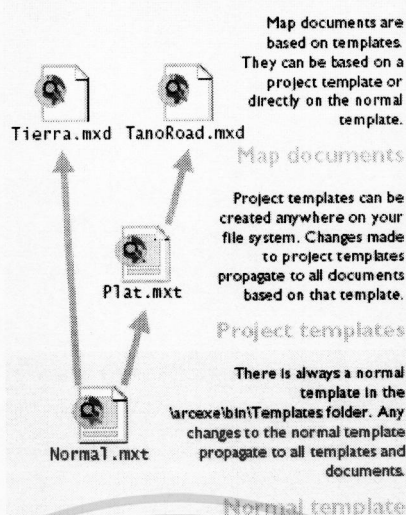 Map documents are
based on templates.
They can be based on a
project template or
directly on the normal
template.
Tierra.mxd TanoRoad.mxd
Map documents
Project templates can be
created anywhere on your
file system. Changes made
to project templates
propagate to all documents
based on that template.
Plat.mxt
Project templates
There is always a normal
template in the
\arcexe\bin\Templates folder. Any
changes to the normal template
propagate to all templates and
documents.
Normal.mxt
Normal template